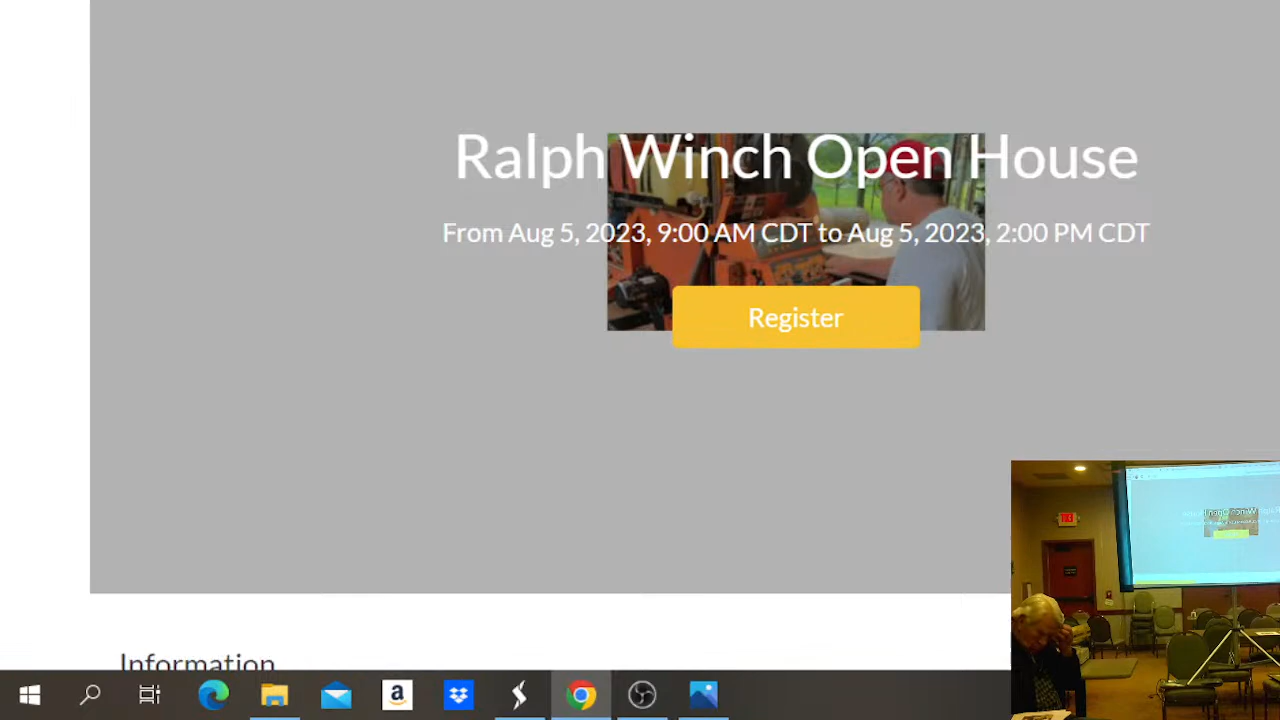 Ralph Winch Open House
From Aug 5, 2023, 9:00 AM CDT to Aug 5, 2023, 2:00 PM CDT
Register
Information